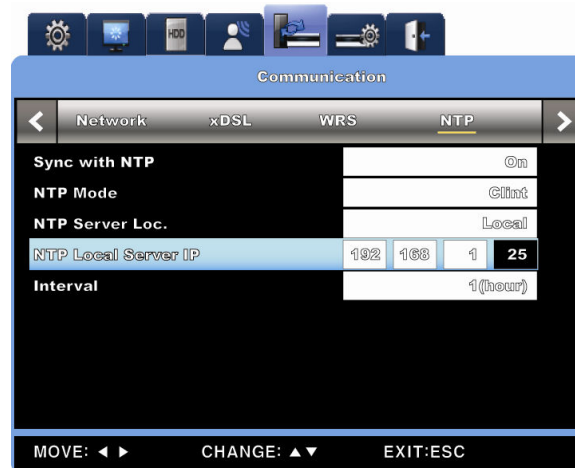 HDD
Communication
Network xDSL WRS NTP
Sync with NTP On
NTP Mode Clint
NTP Server Loc. Local
NTP Local Server IP 192 168 1 25
Interval 1(hour)
MOVE: ◀ ▶ CHANGE: ▲▼ EXIT:ESC